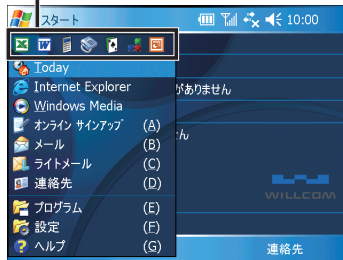 スタート 10:00
Today
Internet Explorer
がありません
Windows Media
オンライン サインアップ (A)
ん
メール (B)
ライトメール (C)
連絡先 (D)
WILLCOM
プログラム (E)
設定 (F)
ヘルプ (G)
連絡先